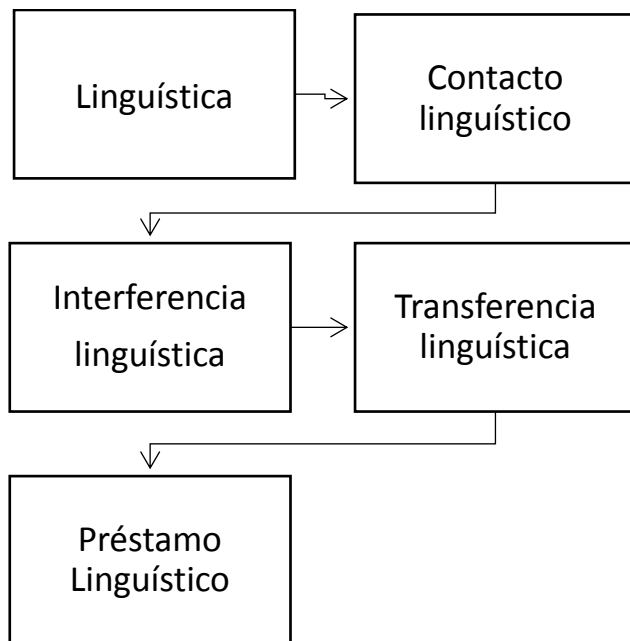 Linguística
Contacto
linguístico
Interferencia
linguística
Transferencia
linguística
Préstamo
Linguístico